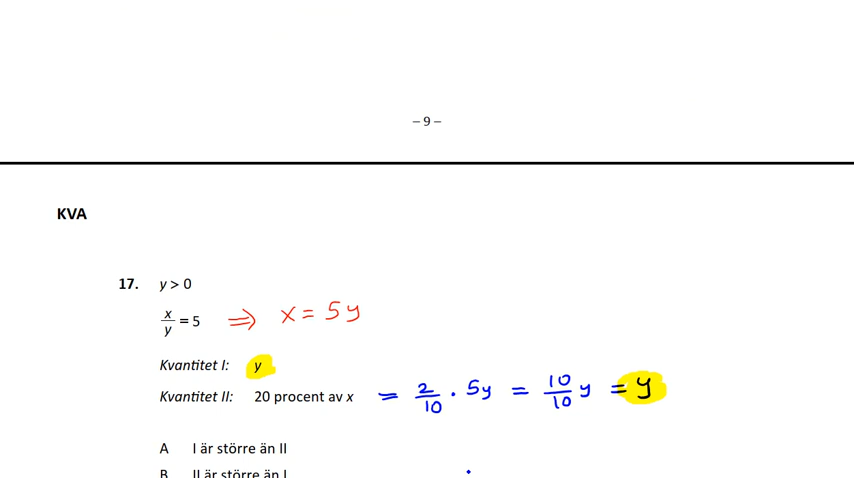 – 9 –
KVA
17. y > 0
x/y = 5 ⇒ x = 5y
Kvantitet I: y
Kvantitet II: 20 procent av x = 2/10 · 5y = 10/10 y = y
A I är större än II
B II är större än I